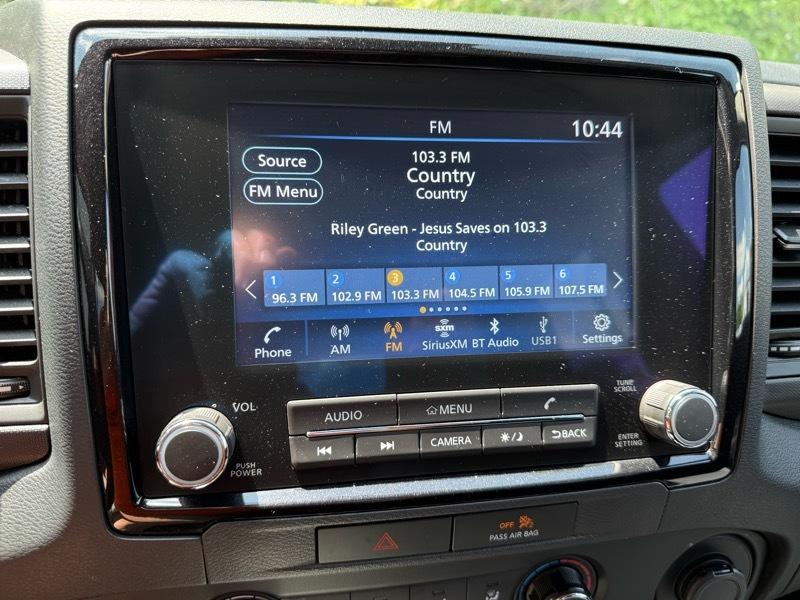 FM
10:44
Source
FM Menu
103.3 FM
Country
Country
Riley Green - Jesus Saves on 103.3
Country
1 2 3 4 5 6
96.3 FM 102.9 FM 103.3 FM 104.5 FM 105.9 FM 107.5 FM
Phone AM FM sxm SiriusXM BT Audio USB1 Settings
VOL
PUSH
POWER
AUDIO
MENU
CAMERA
BACK
TUNE
SCROLL
ENTER
SETTING
OFF
PASS AIR BAG